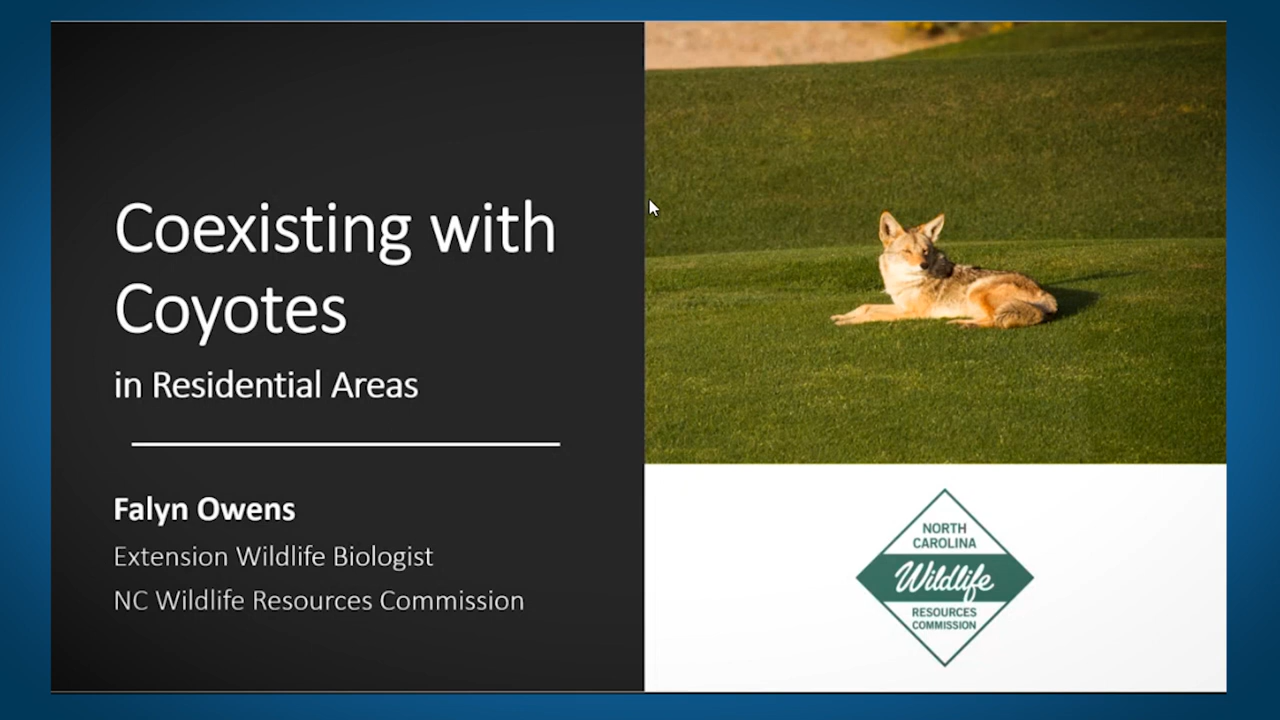 Coexisting with
Coyotes
in Residential Areas
Falyn Owens
Extension Wildlife Biologist
NC Wildlife Resources Commission
NORTH
CAROLINA
Wildlife
RESOURCES
COMMISSION